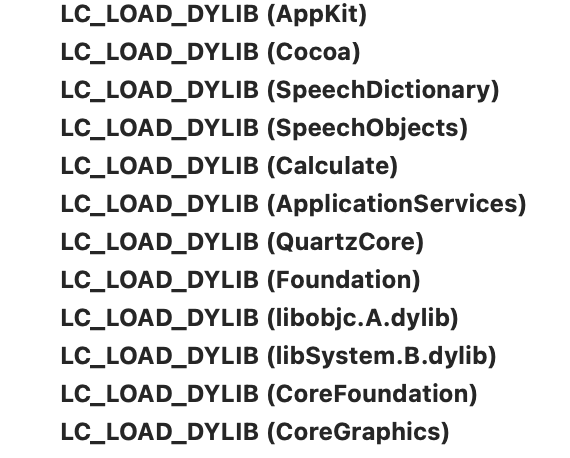 LC_LOAD_DYLIB (AppKit)
LC_LOAD_DYLIB (Cocoa)
LC_LOAD_DYLIB (SpeechDictionary)
LC_LOAD_DYLIB (SpeechObjects)
LC_LOAD_DYLIB (Calculate)
LC_LOAD_DYLIB (ApplicationServices)
LC_LOAD_DYLIB (QuartzCore)
LC_LOAD_DYLIB (Foundation)
LC_LOAD_DYLIB (libobjc.A.dylib)
LC_LOAD_DYLIB (libSystem.B.dylib)
LC_LOAD_DYLIB (CoreFoundation)
LC_LOAD_DYLIB (CoreGraphics)